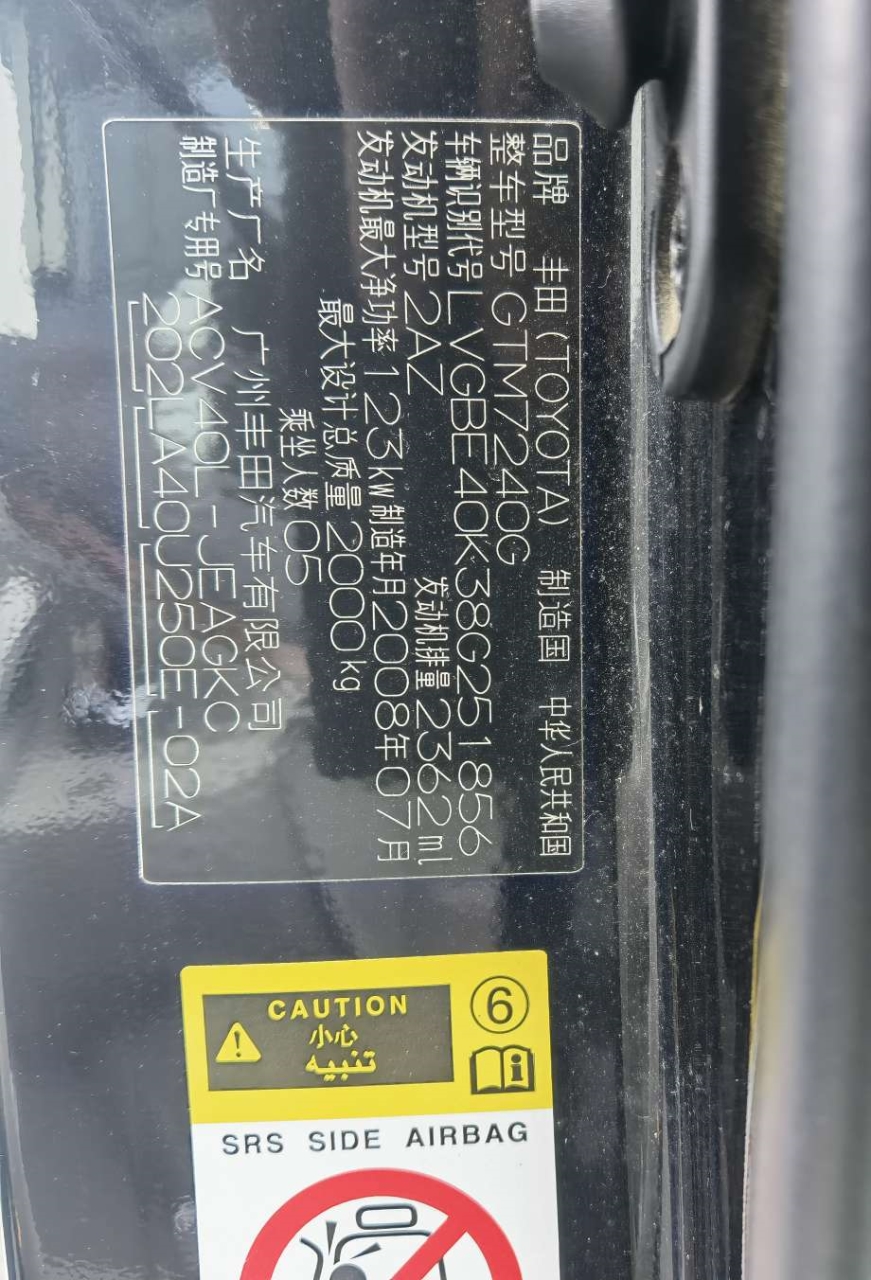 品牌 丰田(TOYOTA) 制造国 中华人民共和国
整车型号 GTM7240G
车辆识别代号 LVGBE40K38G251856
发动机型号 2AZ 发动机排量 2362ml
发动机最大净功率 123kw 制造年月 2008年07月
最大设计总质量 2000kg
乘坐人数 05
生产厂名 广州丰田汽车有限公司
制造厂专用号 ACV40L-JEAGKC
202LA40U250E-02A
CAUTION
小心
تنبيه
6
SRS SIDE AIRBAG